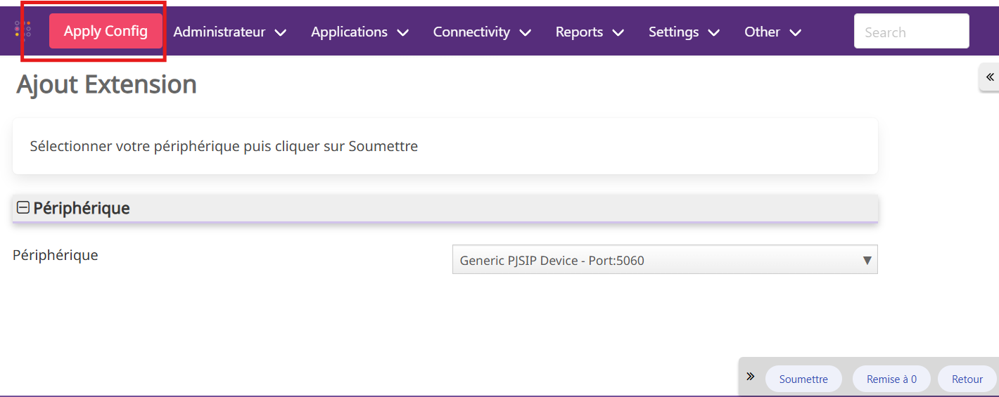 Apply Config Administrateur Applications Connectivity Reports Settings Other Search
Ajout Extension
Sélectionner votre périphérique puis cliquer sur Soumettre
Périphérique
Périphérique Generic PJSIP Device - Port:5060
Soumettre Remise à 0 Retour